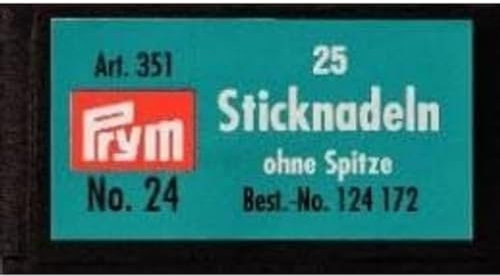 Art. 351
Prym
No. 24
25
Sticknadeln
ohne Spitze
Best.-No. 124 172